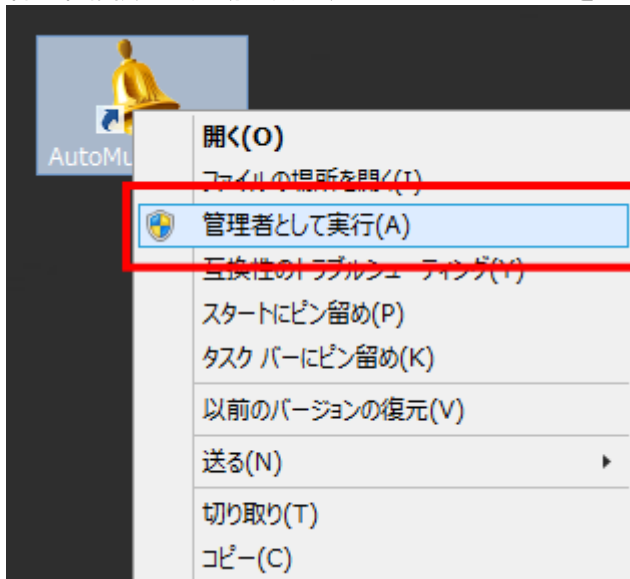 AutoMu
開く(O)
ファイルの場所を開く(I)
管理者として実行(A)
互換性のトラブルシューティング(Y)
スタートにピン留め(P)
タスク バーにピン留め(K)
以前のバージョンの復元(V)
送る(N)
切り取り(T)
コピー(C)